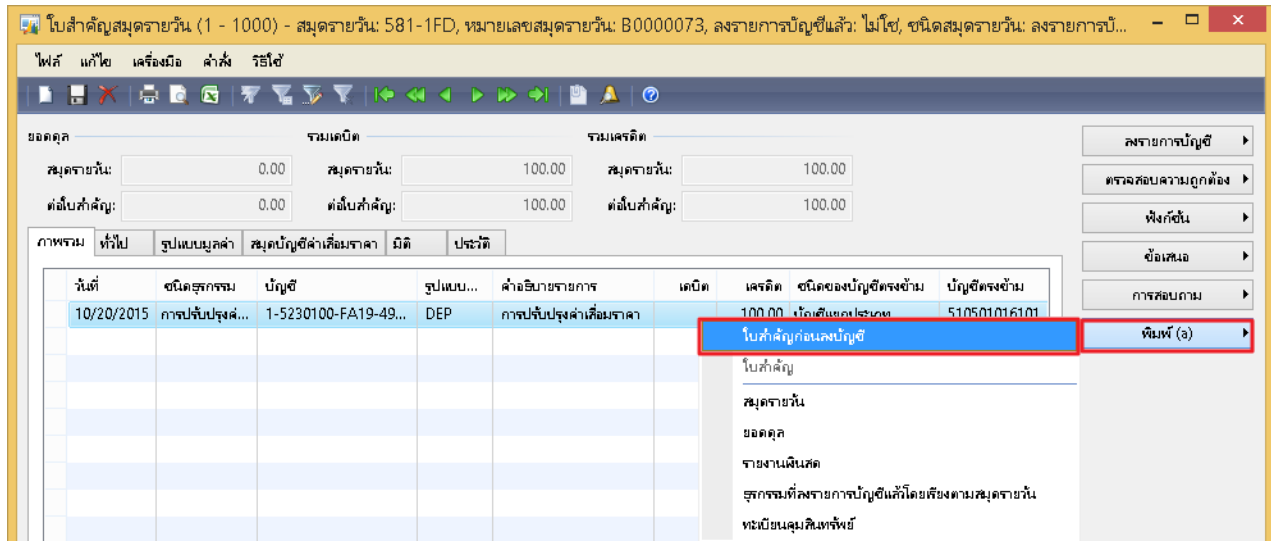 ใบสำคัญสมุดรายวัน (1 - 1000) - สมุดรายวัน: 581-1FD, หมายเลขสมุดรายวัน: B0000073, ลงรายการบัญชีแล้ว: ไม่ใช่, ชนิดสมุดรายวัน: ลงรายการบั...
ไฟล์ แก้ไข เครื่องมือ คำสั่ง วิธีใช้
ยอดดุล รวมเดบิต รวมเครดิต
สมุดรายวัน: 0.00 สมุดรายวัน: 100.00 สมุดรายวัน: 100.00
ต่อใบสำคัญ: 0.00 ต่อใบสำคัญ: 100.00 ต่อใบสำคัญ: 100.00
ภาพรวม ทั่วไป รูปแบบมูลค่า สมุดบัญชีค่าเสื่อมราคา มิติ ประวัติ
วันที่ ชนิดธุรกรรม บัญชี รูปแบบ... คำอธิบายรายการ เดบิต เครดิต ชนิดของบัญชีตรงข้าม บัญชีตรงข้าม
10/20/2015 การปรับปรุงค่... 1-5230100-FA19-49... DEP การปรับปรุงค่าเสื่อมราคา 100.00 บัญชีแยกประเภท 510501016101
ลงรายการบัญชี
ตรวจสอบความถูกต้อง
ฟังก์ชัน
ข้อเสนอ
การสอบถาม
พิมพ์ (a)
ใบสำคัญก่อนลงบัญชี
ใบสำคัญ
สมุดรายวัน
ยอดดุล
รายงานเงินสด
ธุรกรรมที่ลงรายการบัญชีแล้วโดยเรียงตามสมุดรายวัน
ทะเบียนคุมสินทรัพย์